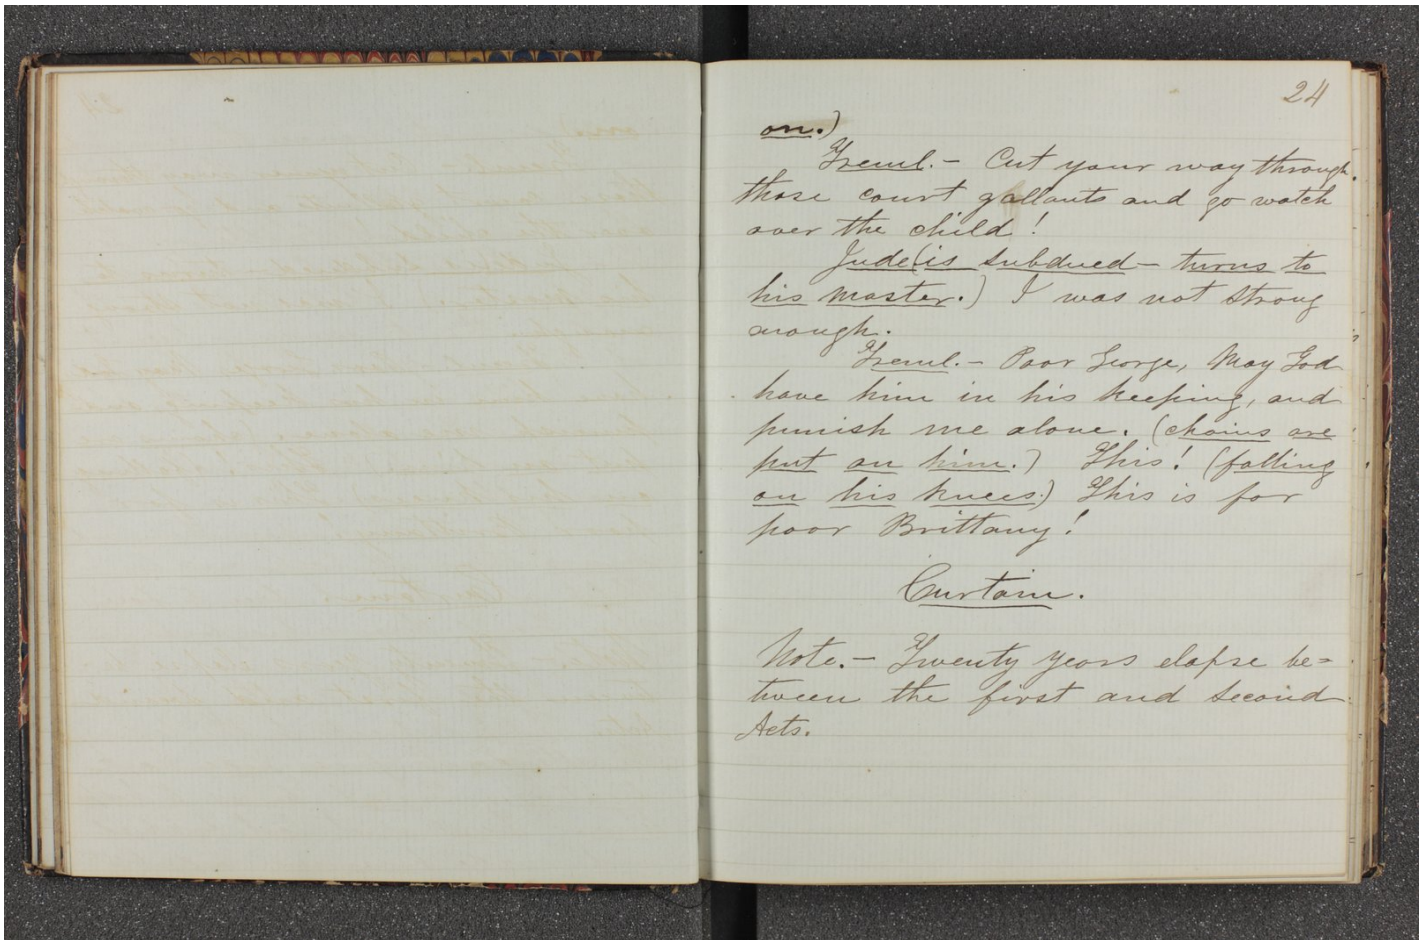 24
on.)
Treml. - Cut your way through
those court gallants and go watch
over the child!
Jude (is subdued - turns to
his master.) I was not strong
enough.
Treml. - Poor George, May God
have him in his keeping, and
punish me alone. (chains are
put on him.) This! (falling
on his knees.) This is for
poor Brittany!
Curtain.
Note. - Twenty years elapse be=
tween the first and second
Acts.